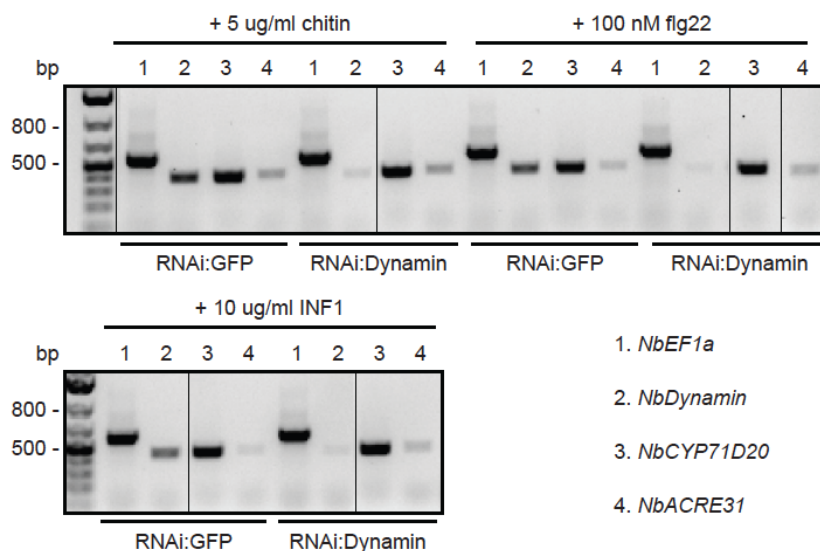 + 5 ug/ml chitin + 100 nM flg22
bp 1 2 3 4 1 2 3 4 1 2 3 4 1 2 3 4
800 -
500 -
RNAi:GFP RNAi:Dynamin RNAi:GFP RNAi:Dynamin
+ 10 ug/ml INF1
bp 1 2 3 4 1 2 3 4
800 -
500 -
RNAi:GFP RNAi:Dynamin
1. NbEF1a
2. NbDynamin
3. NbCYP71D20
4. NbACRE31